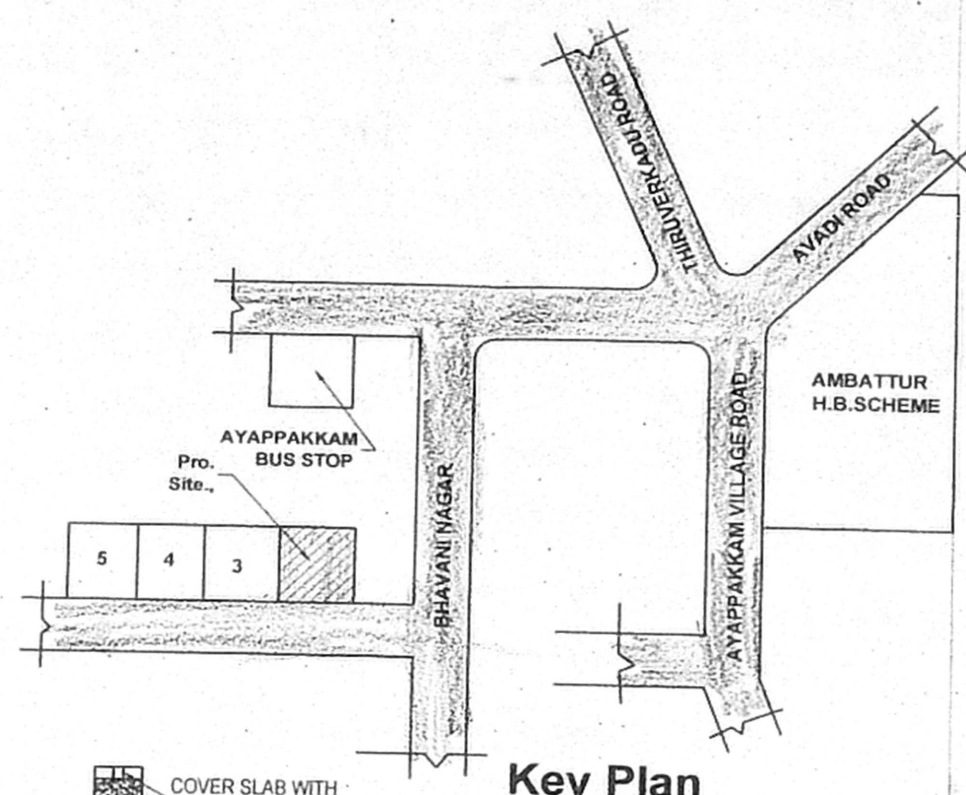 THIRUVERKADU ROAD
AVADI ROAD
AMBATTUR
H.B.SCHEME
AYAPPAKKAM
BUS STOP
Pro.
Site.,
BHAVANI NAGAR
AYAPPAKKAM VILLAGE ROAD
5 4 3
Key Plan
COVER SLAB WITH